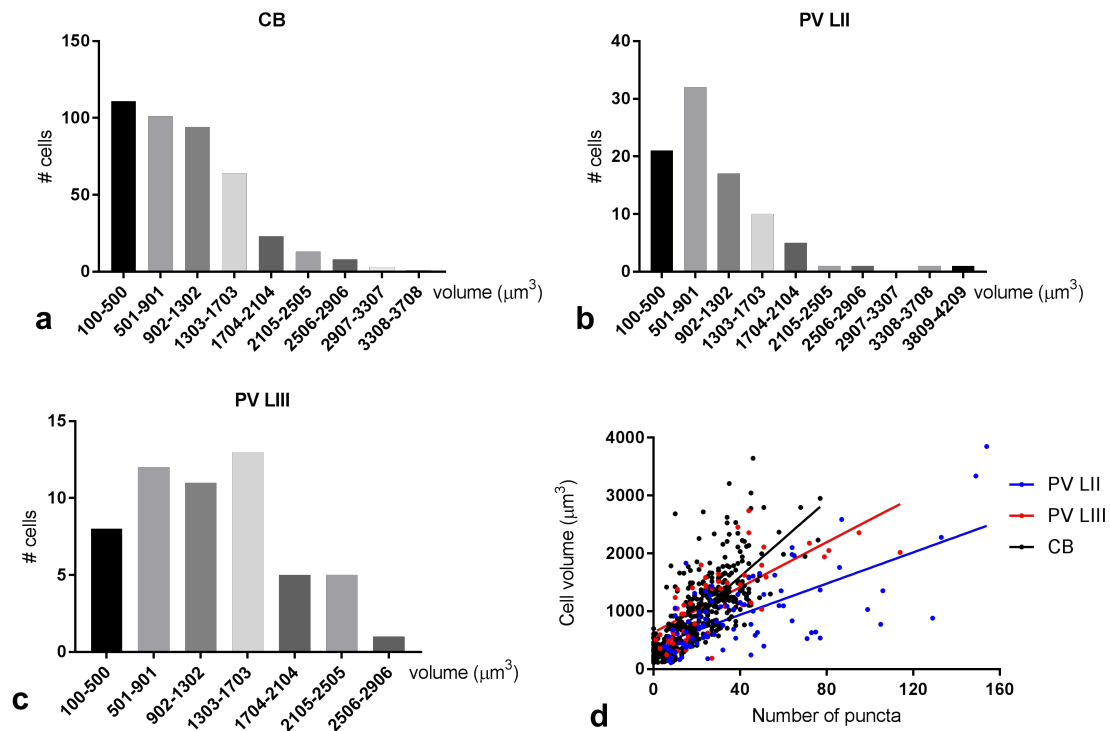 CB
150
100
50
0
# cells
100-500
501-901
902-1302
1303-1703
1704-2104
2105-2505
2506-2906
2907-3307
3308-3708
volume (μm³)
a
PV LII
40
30
20
10
0
# cells
100-500
501-901
902-1302
1303-1703
1704-2104
2105-2505
2506-2906
2907-3307
3308-3708
3809-4209
volume (μm³)
b
PV LIII
15
10
5
0
# cells
100-500
501-901
902-1302
1303-1703
1704-2104
2105-2505
2506-2906
volume (μm³)
c
4000
3000
2000
1000
0
Cell volume (μm³)
0
40
80
120
160
Number of puncta
PV LII
PV LIII
CB
d